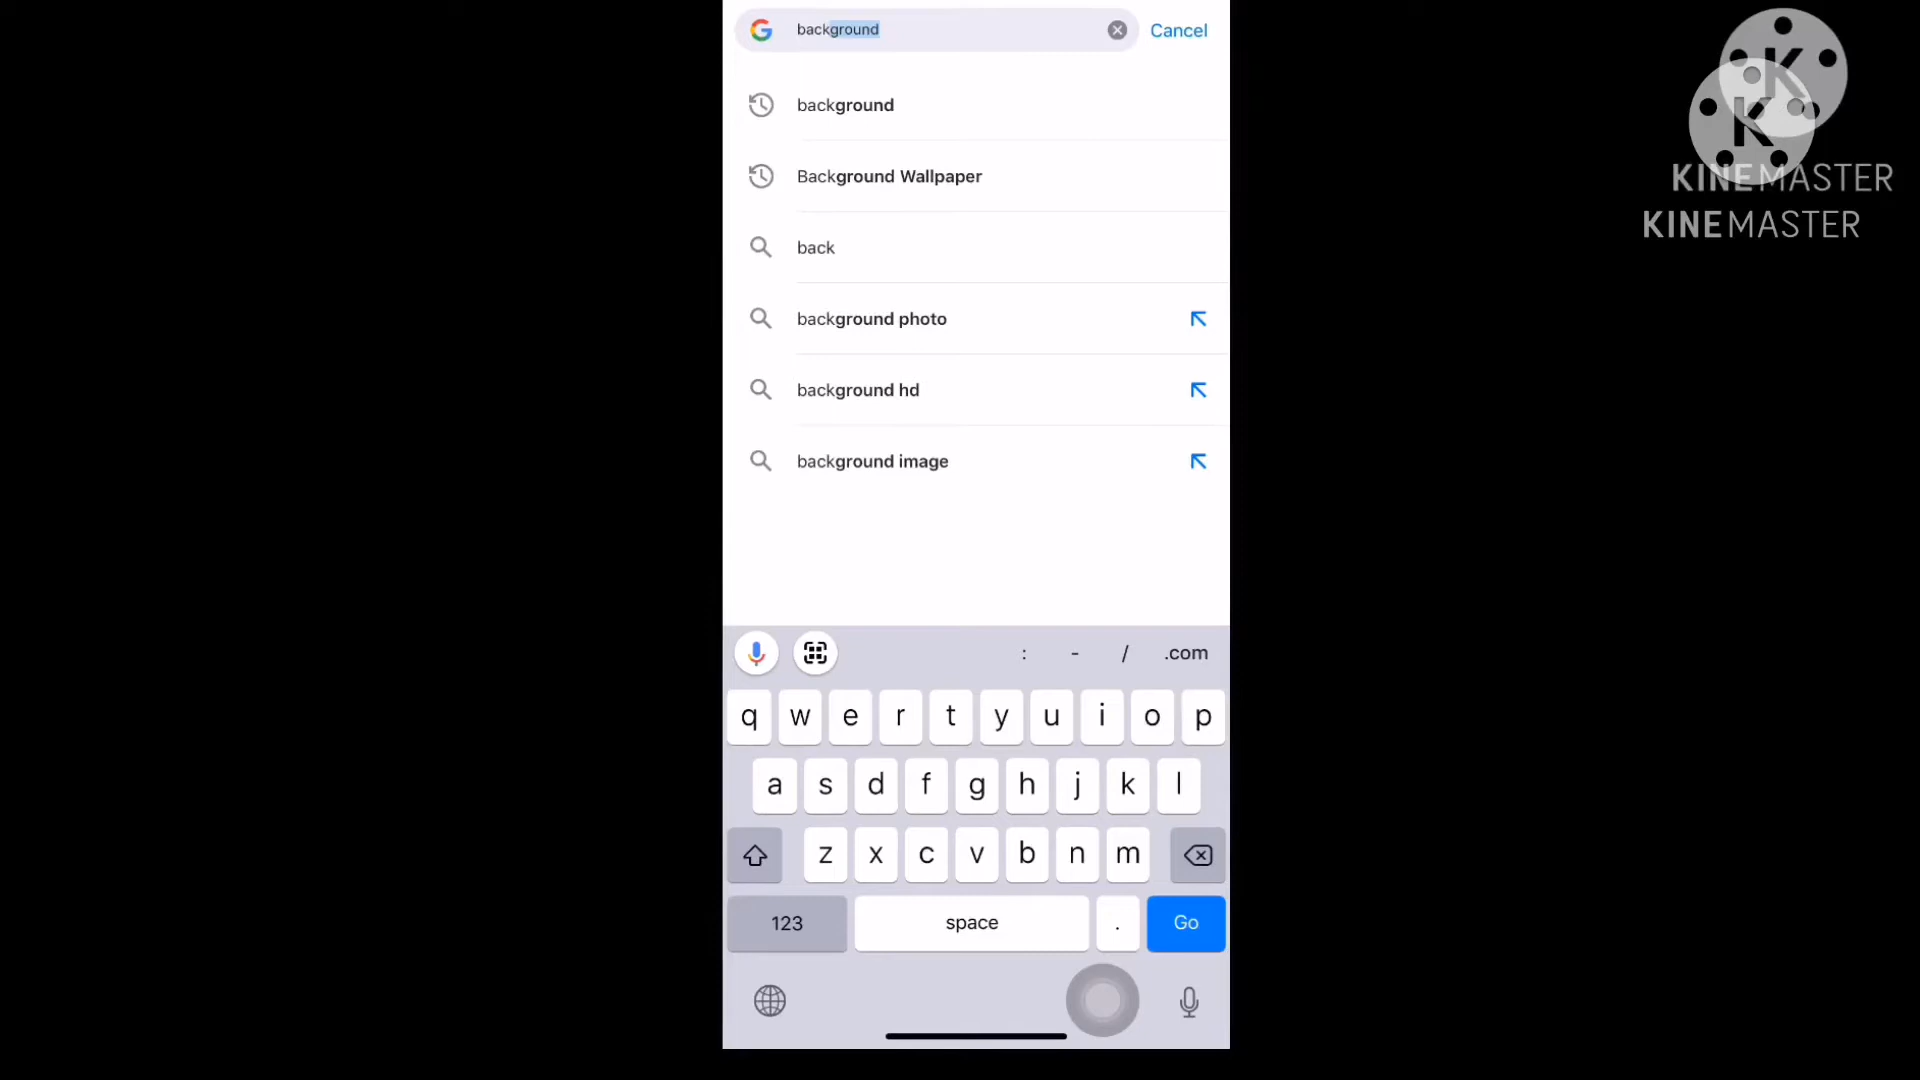 background
Cancel
background
Background Wallpaper
back
background photo
background hd
background image
: - / .com
q w e r t y u i o p
a s d f g h j k l
z x c v b n m
123 space . Go
K
K
KINEMASTER
KINEMASTER